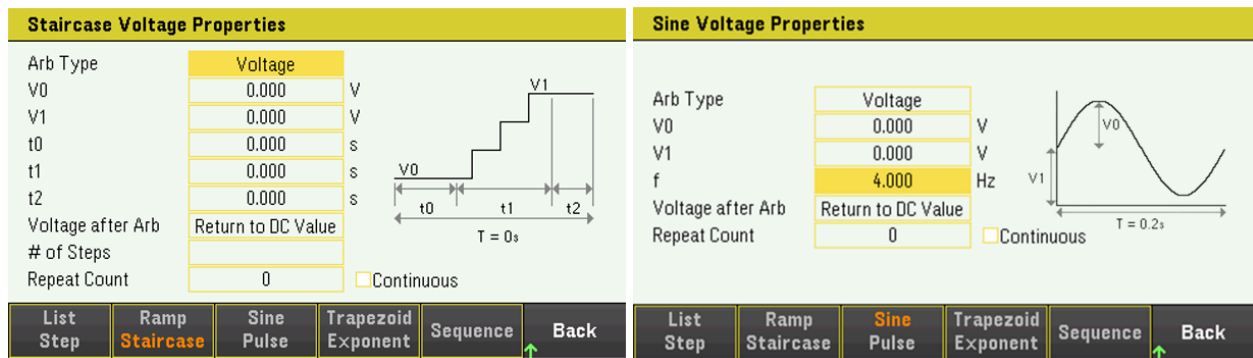 Staircase Voltage Properties
Arb Type Voltage
V0 0.000 V
V1 0.000 V
t0 0.000 s
t1 0.000 s
t2 0.000 s
Voltage after Arb Return to DC Value
# of Steps
Repeat Count 0 Continuous
V1
V0
t0 t1 t2
T = 0s
List Step
Ramp Staircase
Sine Pulse
Trapezoid Exponent
Sequence
Back
Sine Voltage Properties
Arb Type Voltage
V0 0.000 V
V1 0.000 V
f 4.000 Hz
Voltage after Arb Return to DC Value
Repeat Count 0 Continuous
V0
V1
T = 0.2s
List Step
Ramp Staircase
Sine Pulse
Trapezoid Exponent
Sequence
Back